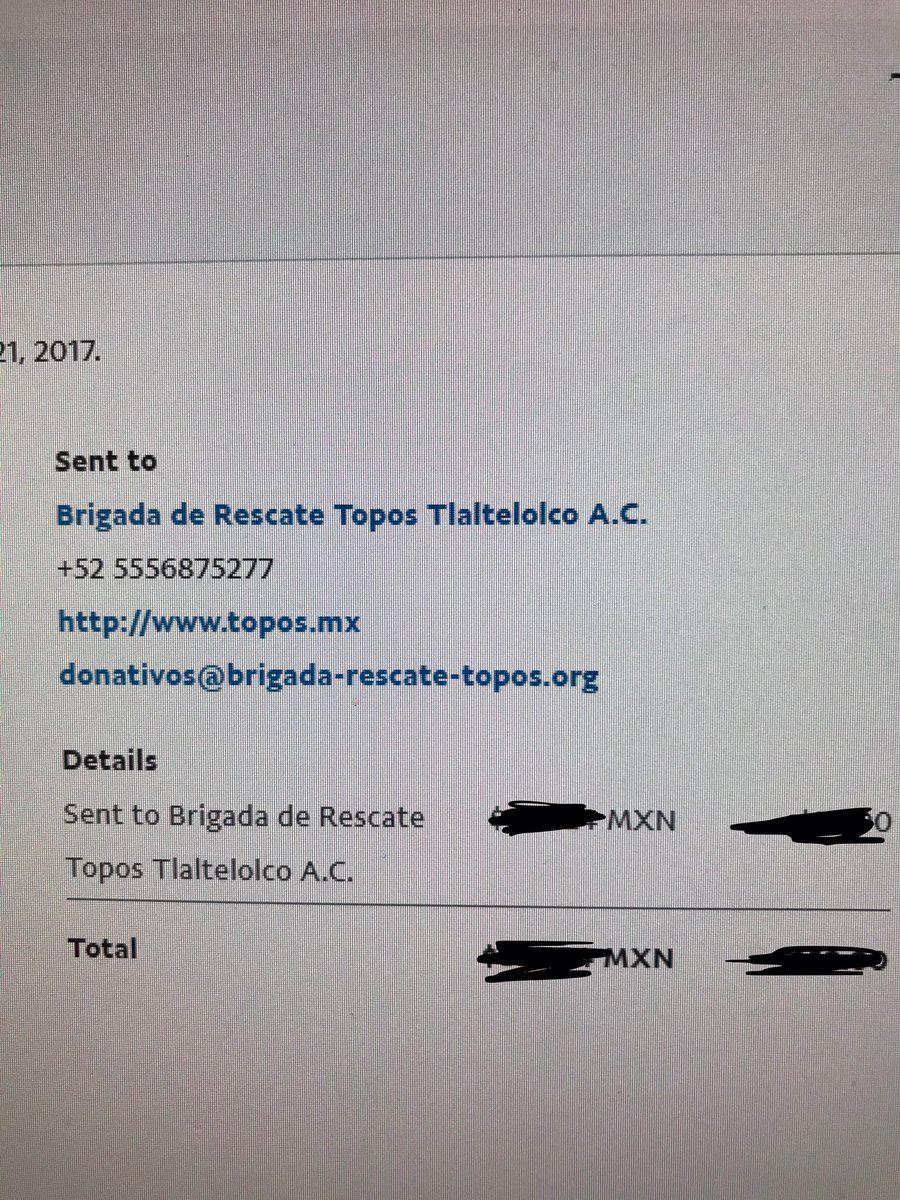 21, 2017.
Sent to
Brigada de Rescate Topos Tlaltelolco A.C.
+52 5556875277
http://www.topos.mx
donativos@brigada-rescate-topos.org
Details
Sent to Brigada de Rescate MXN
Topos Tlaltelolco A.C.
Total MXN